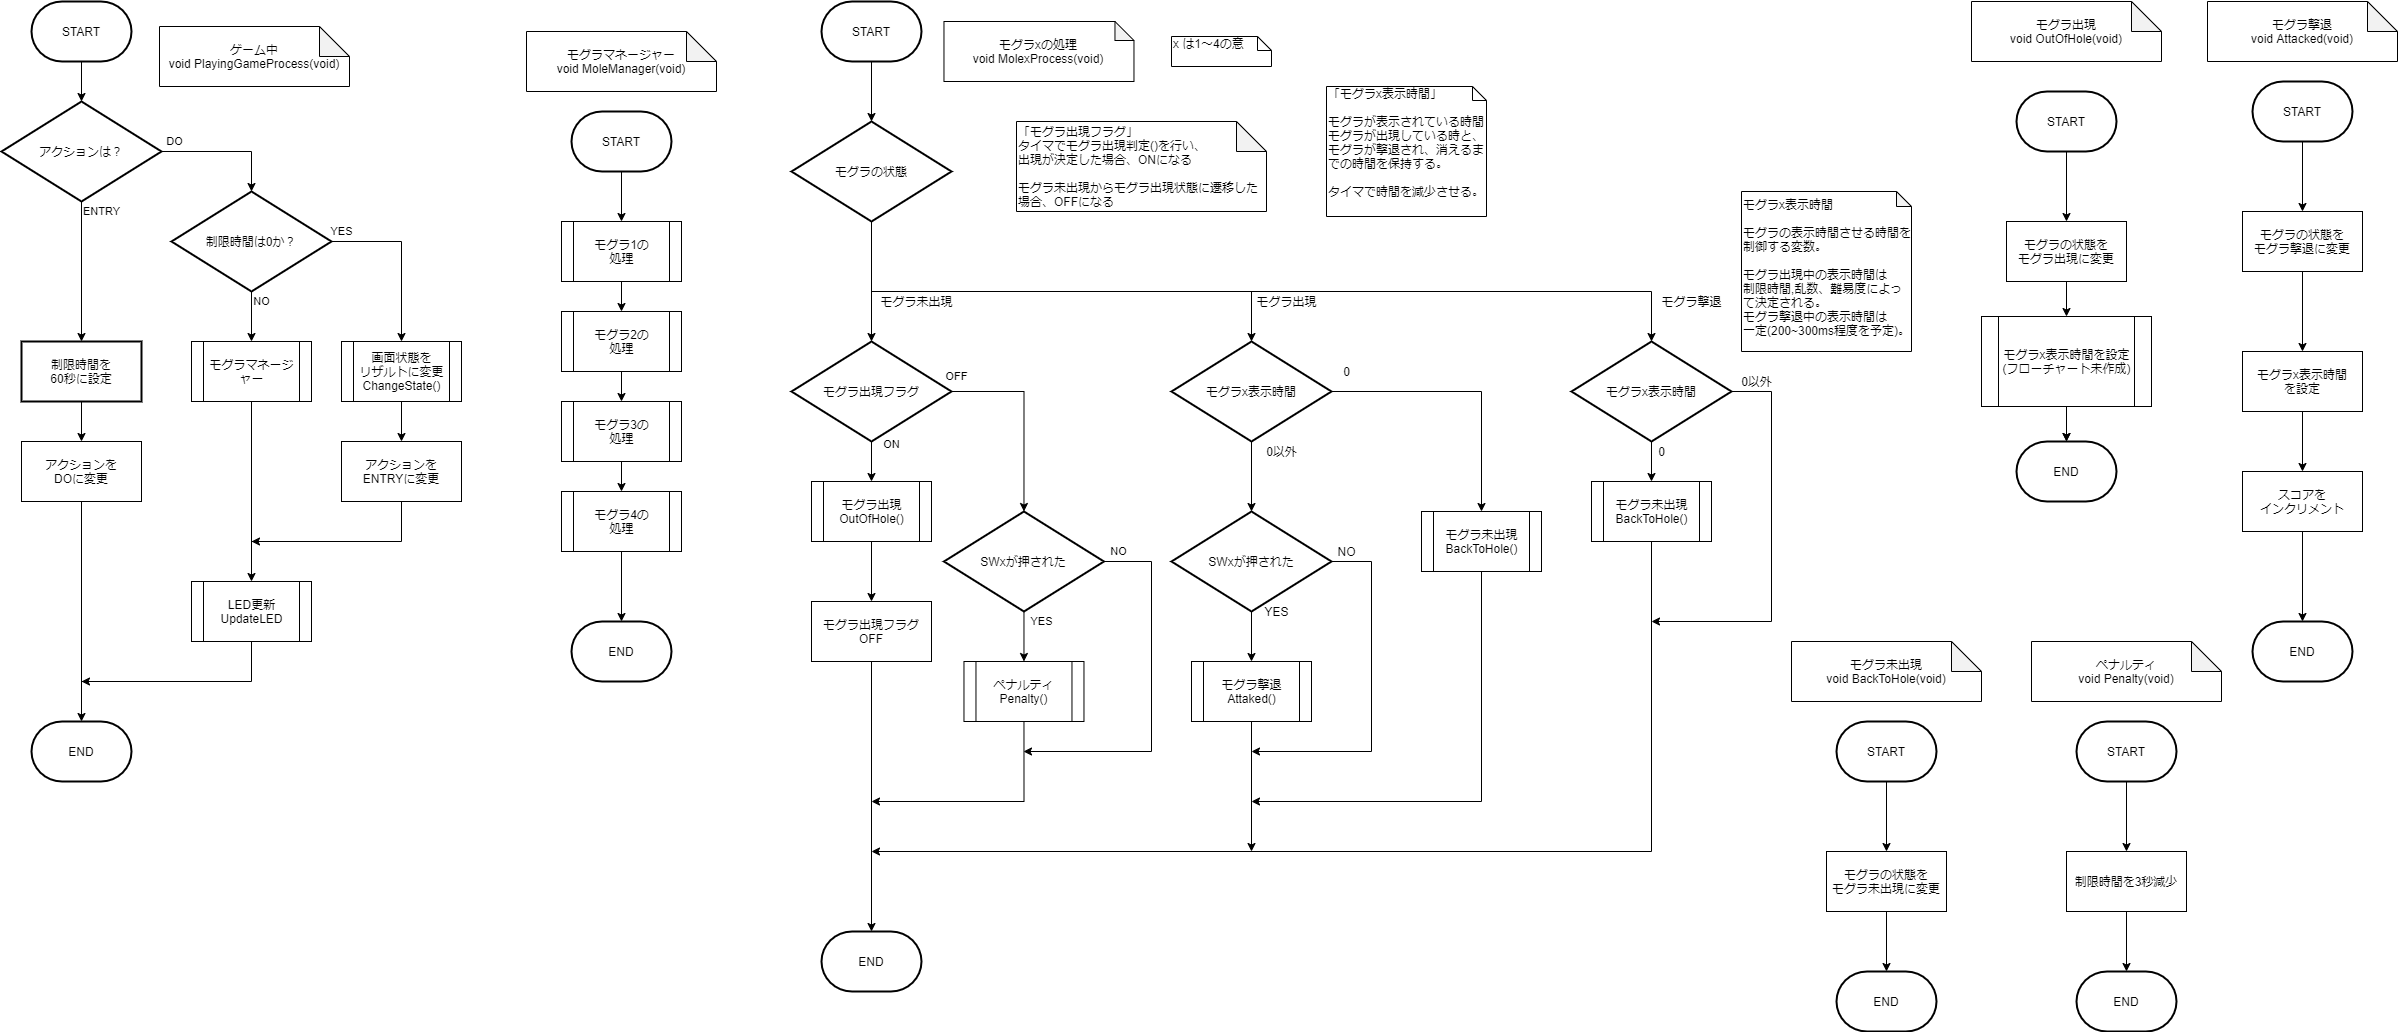 START
ゲーム中
void PlayingGameProcess(void)
アクションは？
DO
ENTRY
制限時間は0か？
YES
NO
制限時間を
60秒に設定
モグラマネージ
ャー
画面状態を
リザルトに変更
ChangeState()
アクションを
DOに変更
アクションを
ENTRYに変更
LED更新
UpdateLED
END
モグラマネージャー
void MoleManager(void)
START
モグラ1の
処理
モグラ2の
処理
モグラ3の
処理
モグラ4の
処理
END
START
モグラxの処理
void MolexProcess(void)
x は1～4の意
モグラの状態
「モグラ出現フラグ」
タイマでモグラ出現判定()を行い、
出現が決定した場合、ONになる
モグラ未出現からモグラ出現状態に遷移した
場合、OFFになる
「モグラx表示時間」
モグラが表示されている時間
モグラが出現している時と、
モグラが撃退され、消えるま
での時間を保持する。
タイマで時間を減少させる。
モグラx表示時間
モグラの表示時間させる時間を
制御する変数。
モグラ出現中の表示時間は
制限時間,乱数、難易度によっ
て決定される。
モグラ撃退中の表示時間は
一定(200~300ms程度を予定)。
モグラ未出現
モグラ出現
モグラ撃退
モグラ出現フラグ
OFF
ON
モグラx表示時間
0
0以外
モグラx表示時間
0以外
0
モグラ出現
OutOfHole()
SWxが押された
NO
YES
SWxが押された
NO
YES
モグラ未出現
BackToHole()
モグラ未出現
BackToHole()
モグラ出現フラグ
OFF
ペナルティ
Penalty()
モグラ撃退
Attaked()
END
モグラ出現
void OutOfHole(void)
START
モグラの状態を
モグラ出現に変更
モグラx表示時間を設定
(フローチャート未作成)
END
モグラ撃退
void Attacked(void)
START
モグラの状態を
モグラ撃退に変更
モグラx表示時間
を設定
スコアを
インクリメント
END
モグラ未出現
void BackToHole(void)
START
モグラの状態を
モグラ未出現に変更
END
ペナルティ
void Penalty(void)
START
制限時間を3秒減少
END